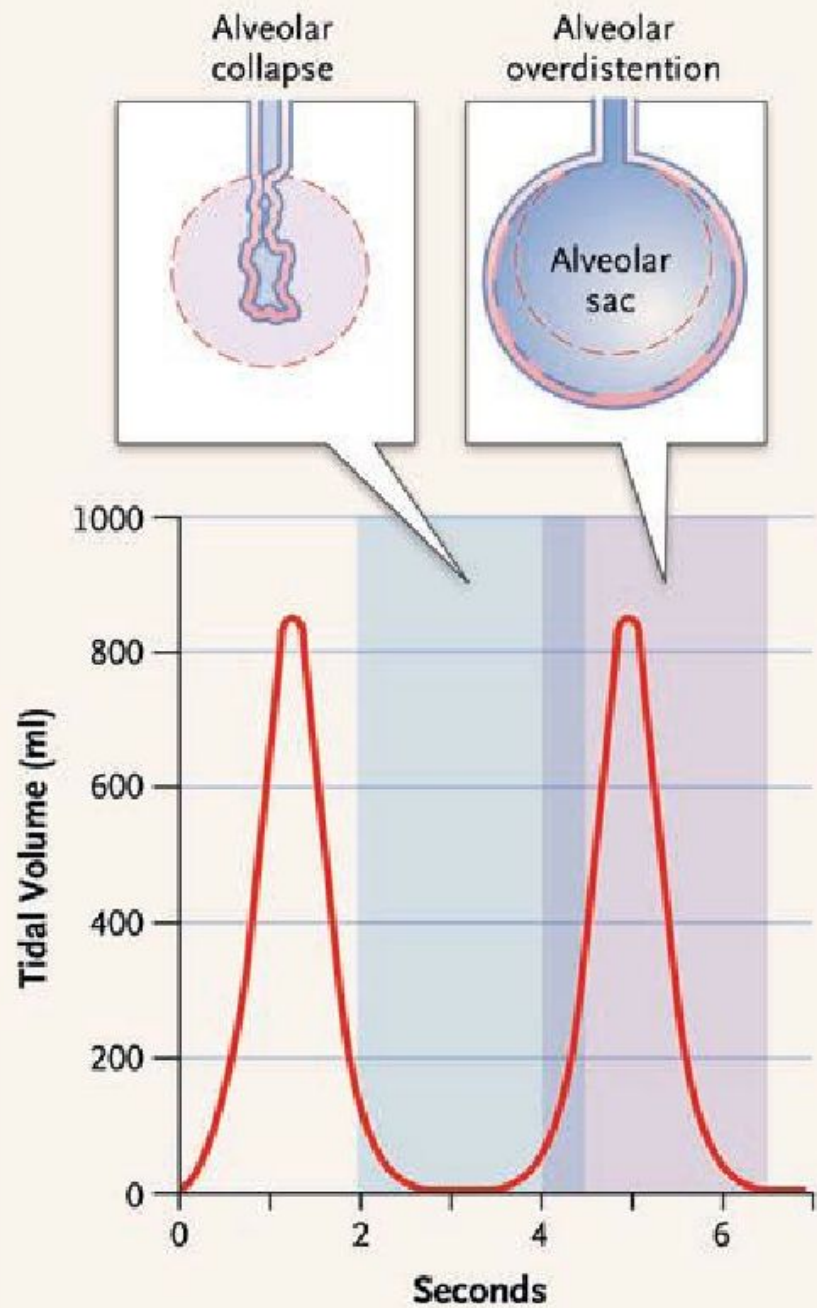 Alveolar
collapse
Alveolar
overdistention
Alveolar
sac
1000
800
600
400
200
0
Tidal Volume (ml)
0 2 4 6
Seconds